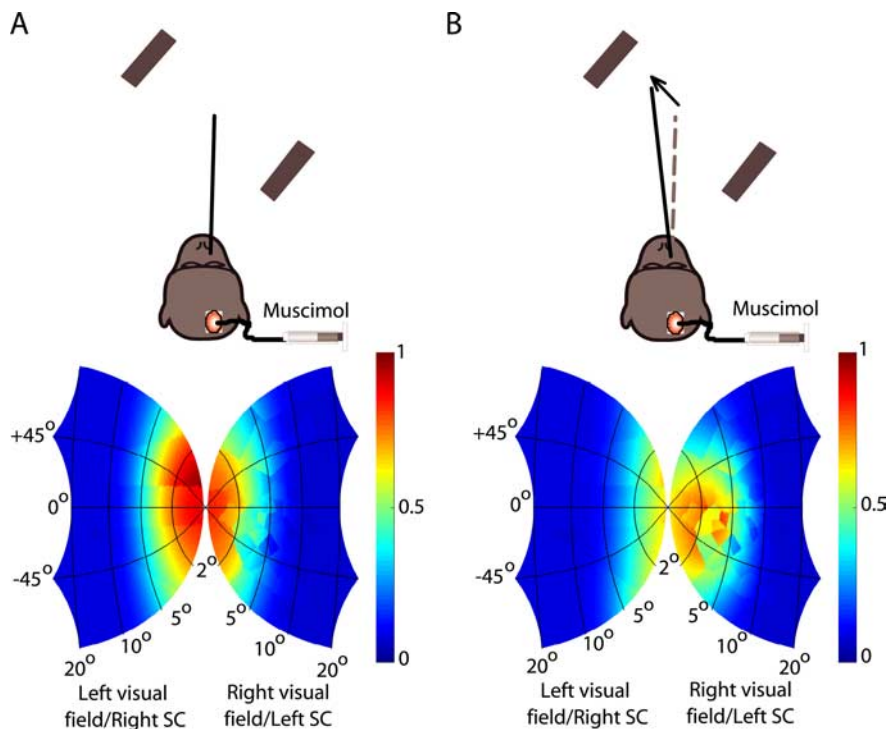 A
B
Muscimol
Muscimol
1
0.5
0
+45°
0°
-45°
20°
10°
5°
2°
5°
10°
20°
Left visual
field/Right SC
Right visual
field/Left SC
1
0.5
0
+45°
0°
-45°
20°
10°
5°
2°
5°
10°
20°
Left visual
field/Right SC
Right visual
field/Left SC